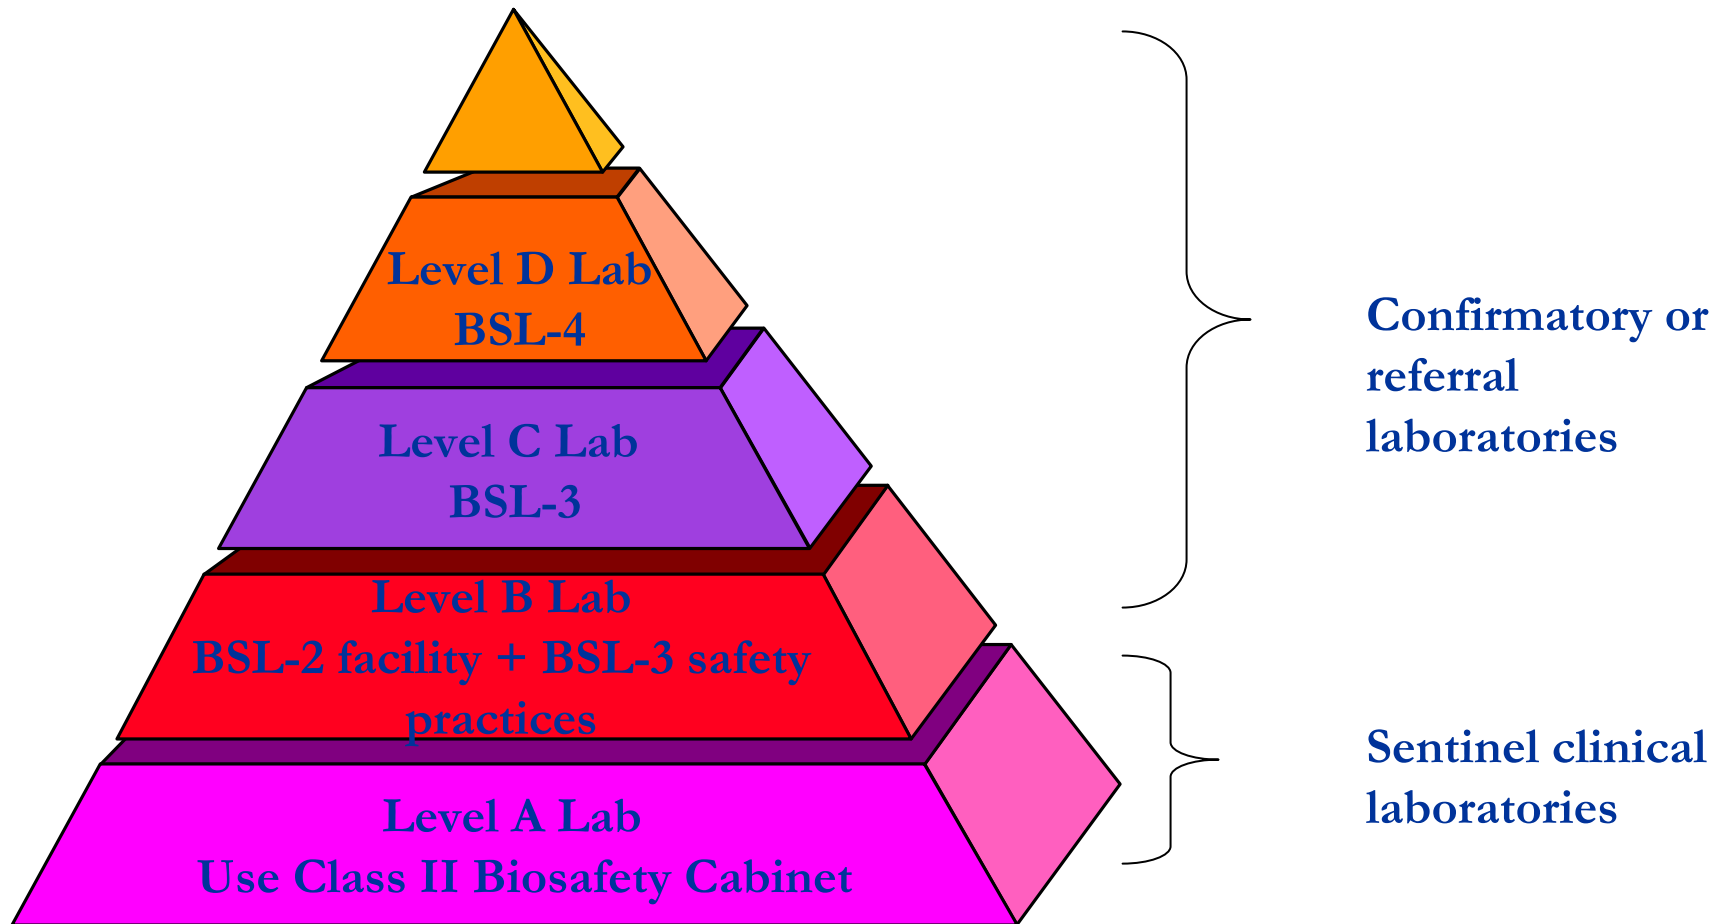 Level D Lab
BSL-4
Level C Lab
BSL-3
Level B Lab
BSL-2 facility + BSL-3 safety
practices
Level A Lab
Use Class II Biosafety Cabinet
Confirmatory or
referral
laboratories
Sentinel clinical
laboratories